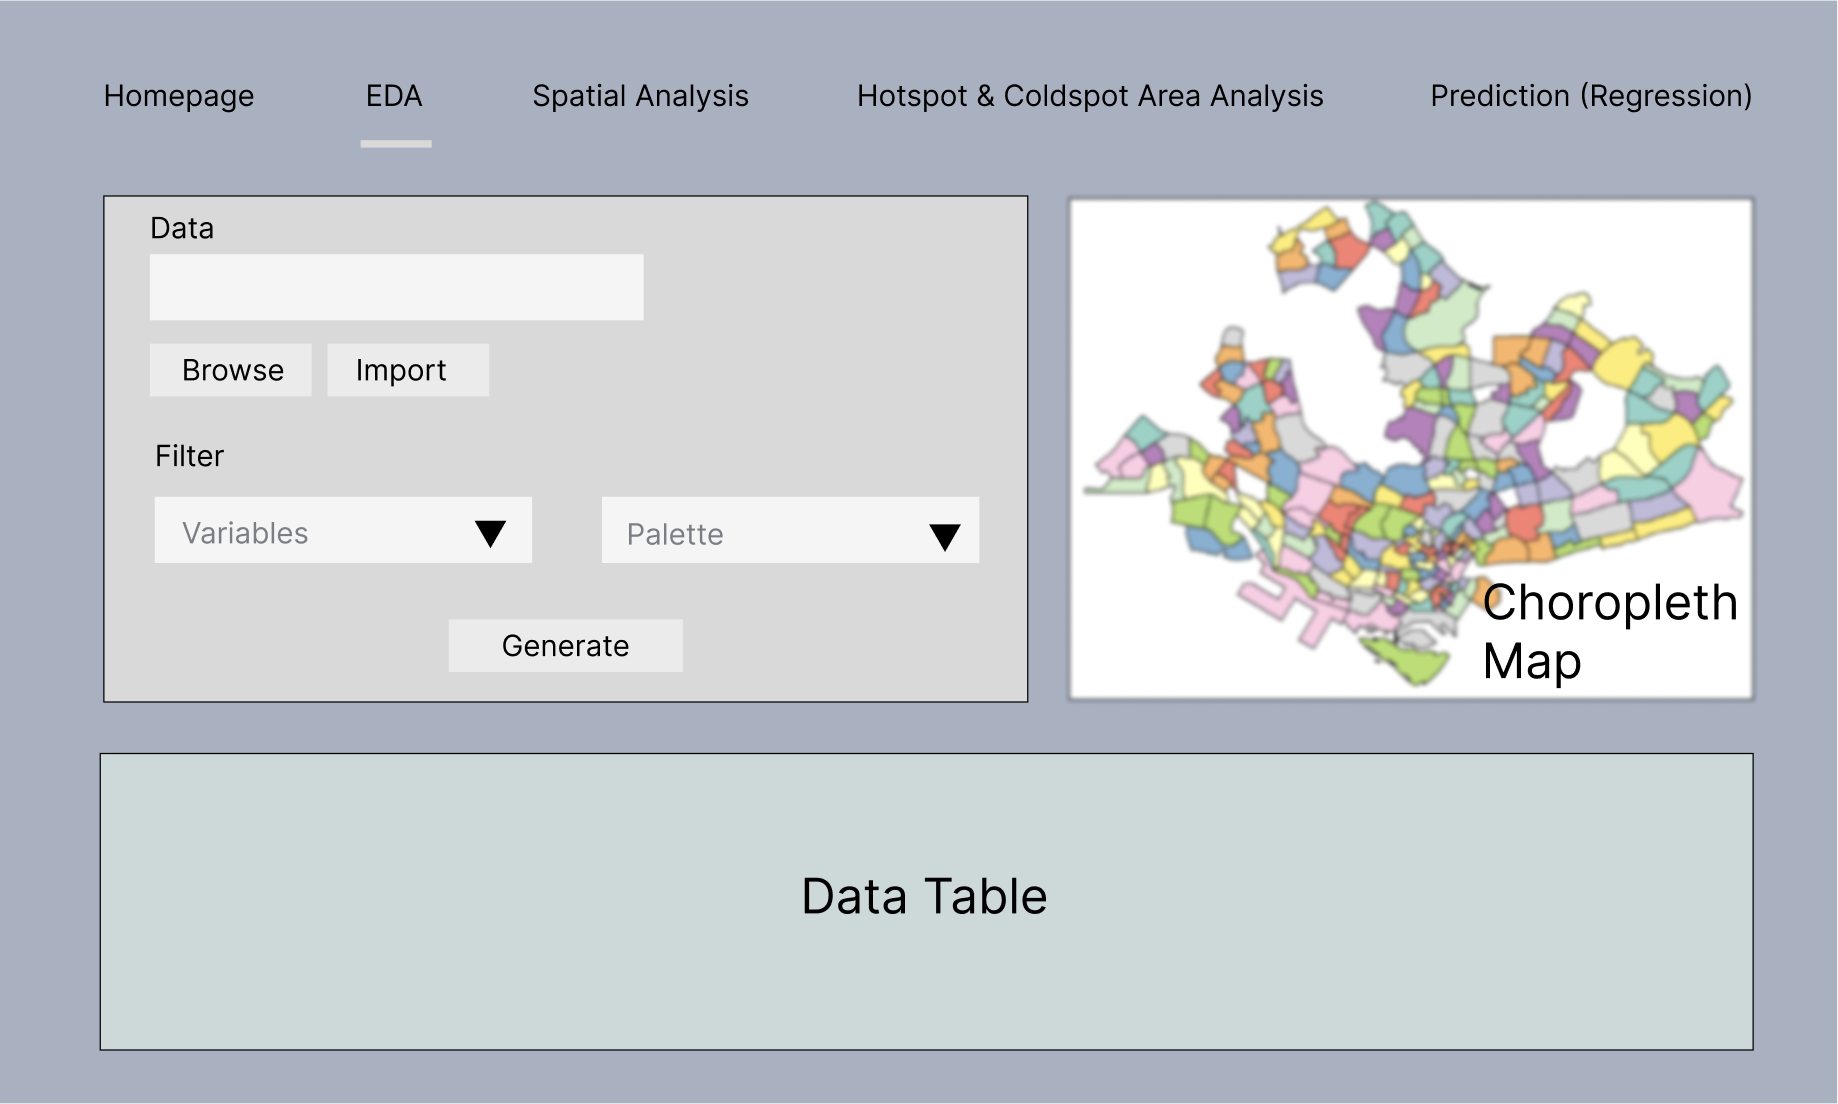 Homepage EDA Spatial Analysis Hotspot & Coldspot Area Analysis Prediction (Regression)
Data
Browse Import
Filter
Variables Palette
Generate
Choropleth
Map
Data Table